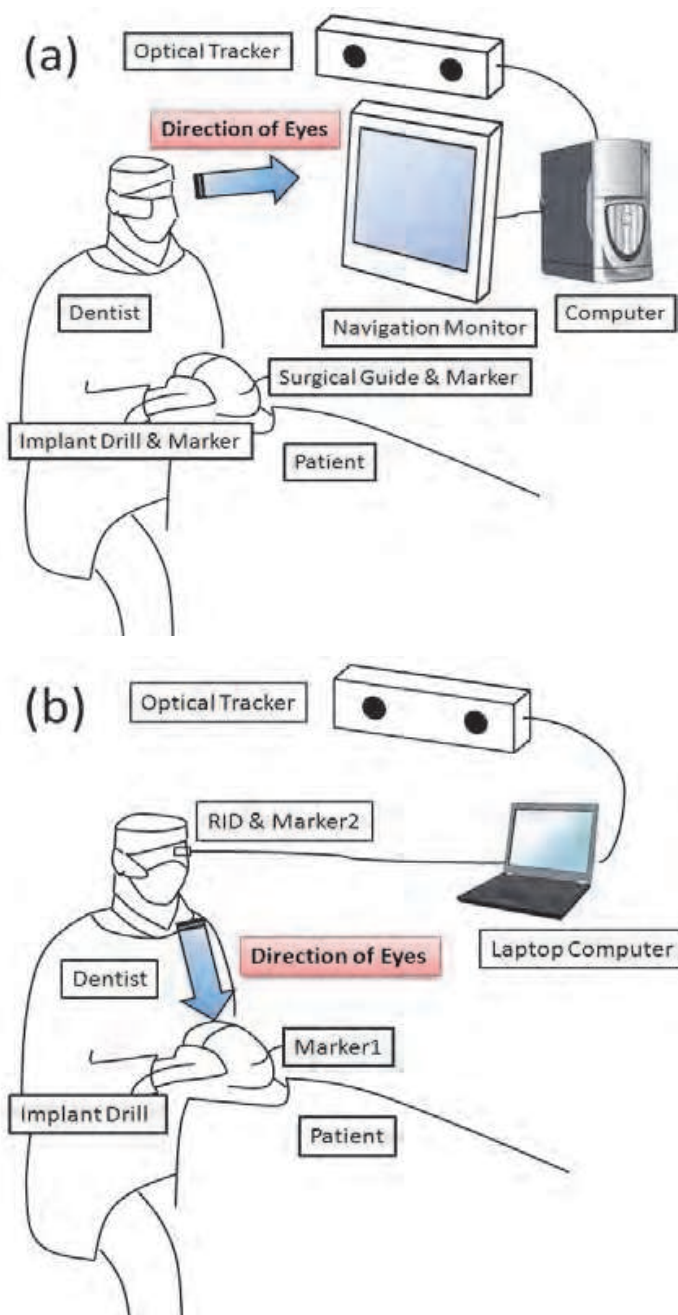 (a)
Optical Tracker
Direction of Eyes
Dentist
Navigation Monitor
Computer
Surgical Guide & Marker
Implant Drill & Marker
Patient
(b)
Optical Tracker
RID & Marker2
Laptop Computer
Direction of Eyes
Dentist
Marker1
Implant Drill
Patient